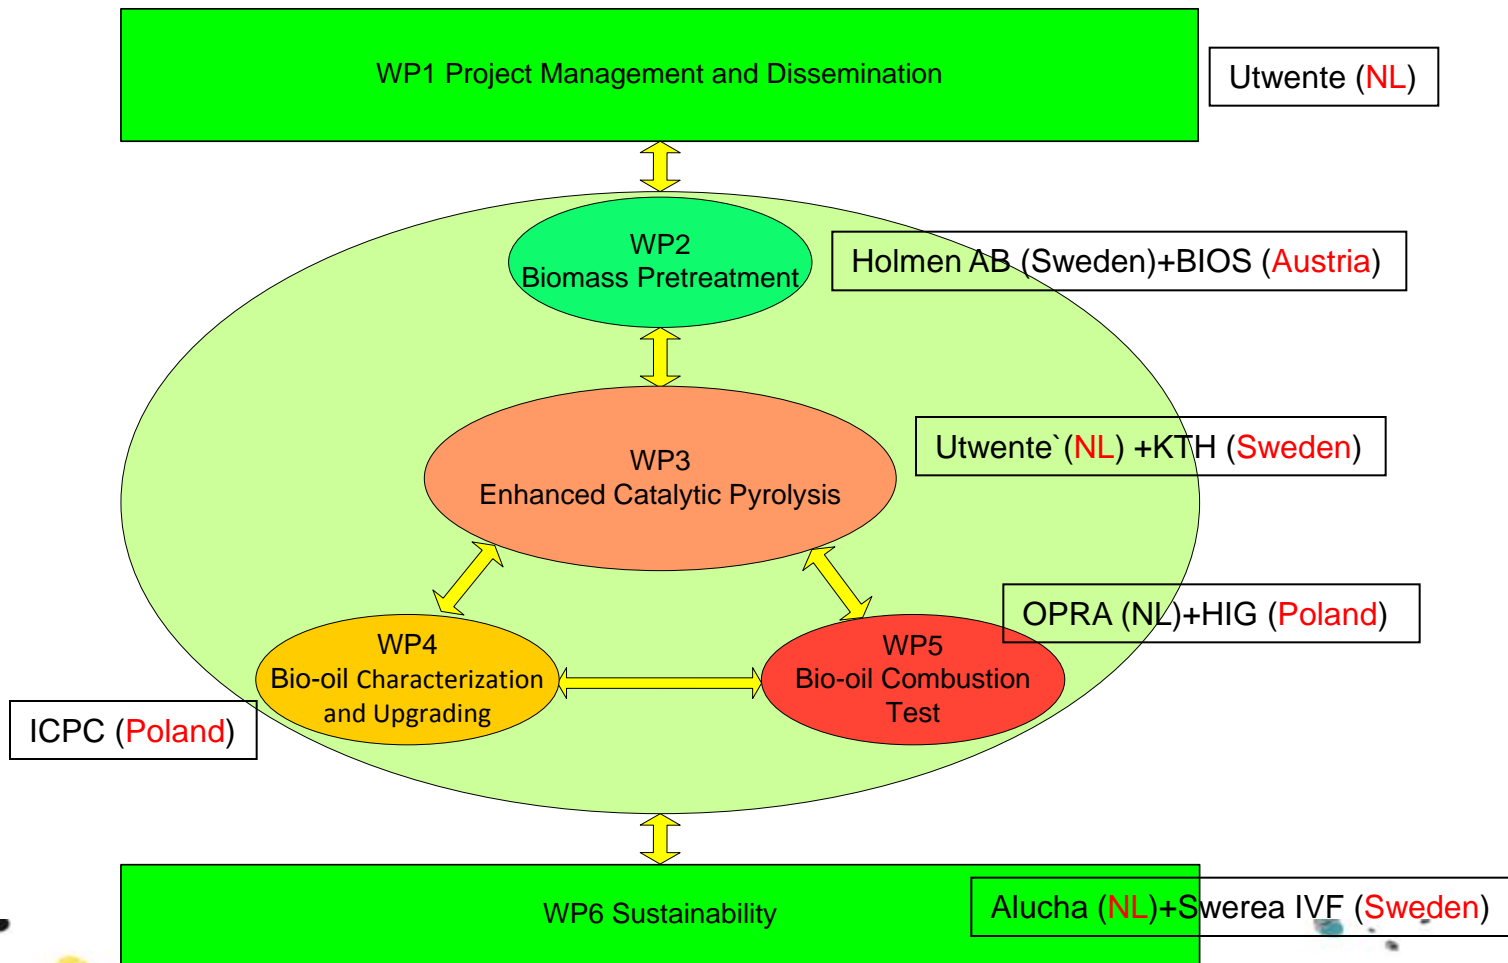 WP1 Project Management and Dissemination
Utwente (NL)
WP2
Biomass Pretreatment
Holmen AB (Sweden)+BIOS (Austria)
WP3
Enhanced Catalytic Pyrolysis
Utwente`(NL) +KTH (Sweden)
OPRA (NL)+HIG (Poland)
WP4
Bio-oil Characterization
and Upgrading
WP5
Bio-oil Combustion
Test
ICPC (Poland)
WP6 Sustainability
Alucha (NL)+Swerea IVF (Sweden)